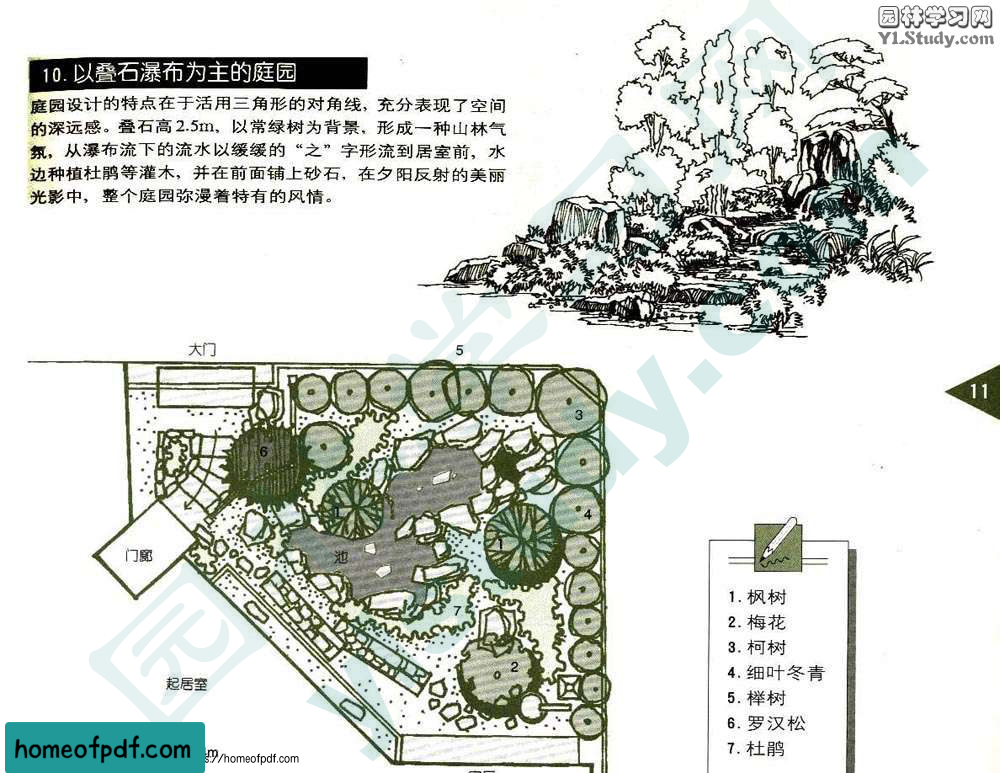 园林学习网
Y1.Study.com
10.以叠石瀑布为主的庭园
庭园设计的特点在于活用三角形的对角线，充分表现了空间
的深远感。叠石高2.5m，以常绿树为背景，形成一种山林气
氛，从瀑布流下的流水以缓缓的“之”字形流到居室前，水
边种植杜鹃等灌木，并在前面铺上砂石，在夕阳反射的美丽
光影中，整个庭园弥漫着特有的风情。
大门
5
11
3
6
1
4
1
门廊
池
7
2
起居室
1.枫树
2.梅花
3.柯树
4.细叶冬青
5.榉树
6.罗汉松
7.杜鹃
homeofpdf.com
m
s://homeofpdf.com